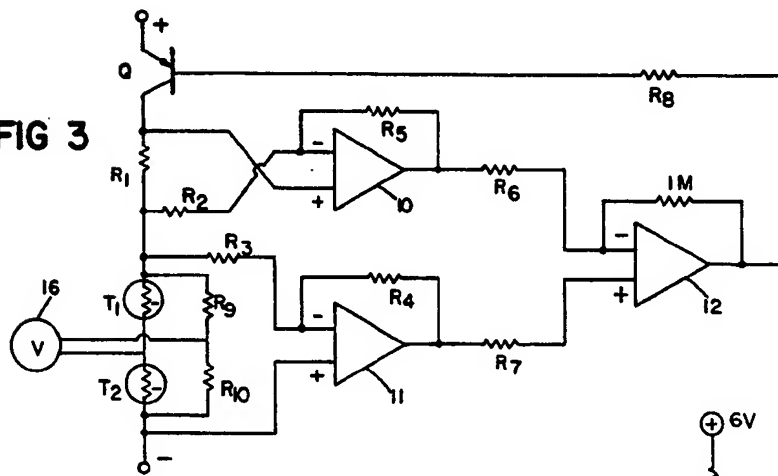 +
Q
R8
FIG 3
R5
-
+
10
R1
R2
R6
1M
-
+
12
R3
16
V
T1
R9
R4
-
+
11
R7
T2
R10
-
+ 6V